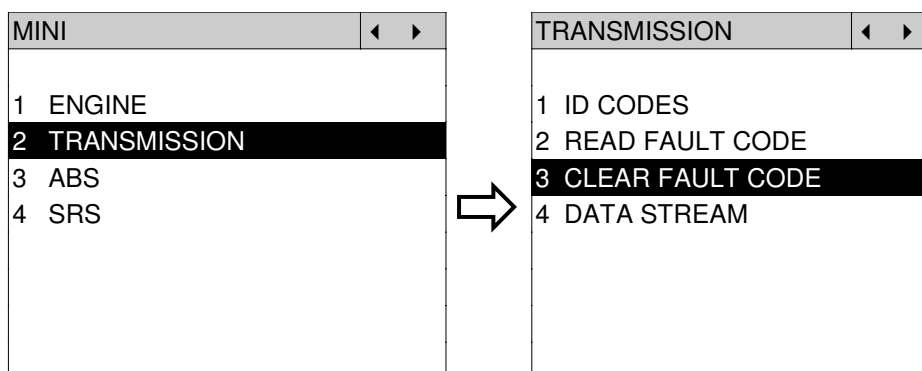 MINI
1 ENGINE
2 TRANSMISSION
3 ABS
4 SRS
TRANSMISSION
1 ID CODES
2 READ FAULT CODE
3 CLEAR FAULT CODE
4 DATA STREAM